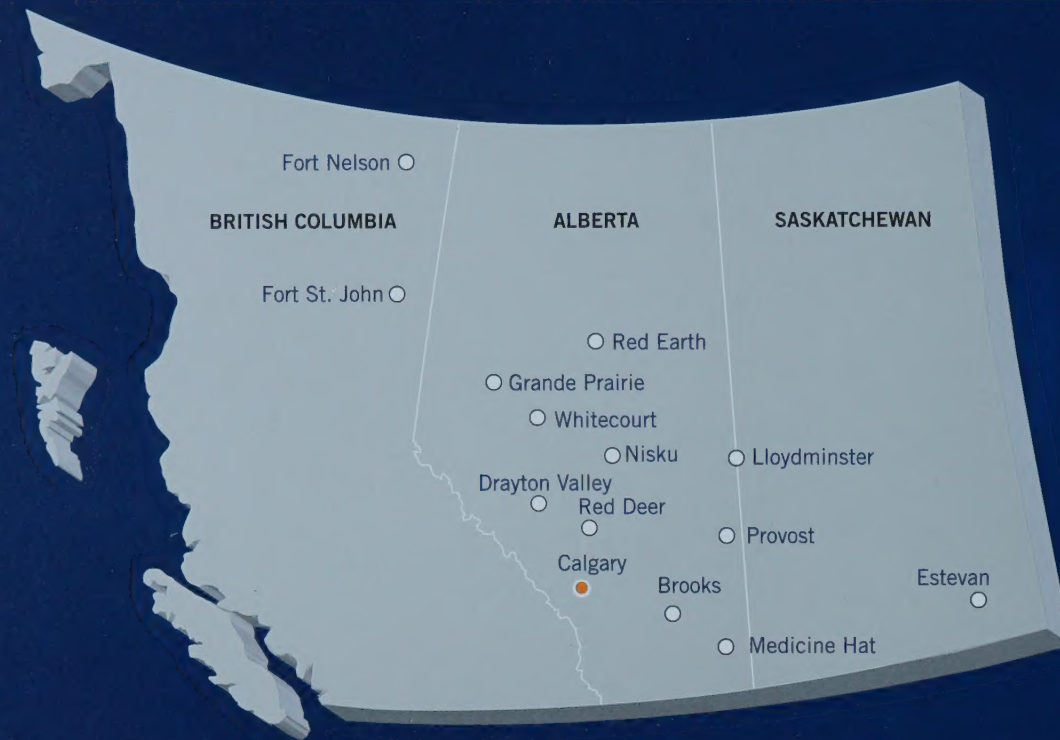 Fort Nelson
BRITISH COLUMBIA
ALBERTA
SASKATCHEWAN
Fort St. John
Red Earth
Grande Prairie
Whitecourt
Nisku
Lloydminster
Drayton Valley
Red Deer
Provost
Calgary
Brooks
Estevan
Medicine Hat